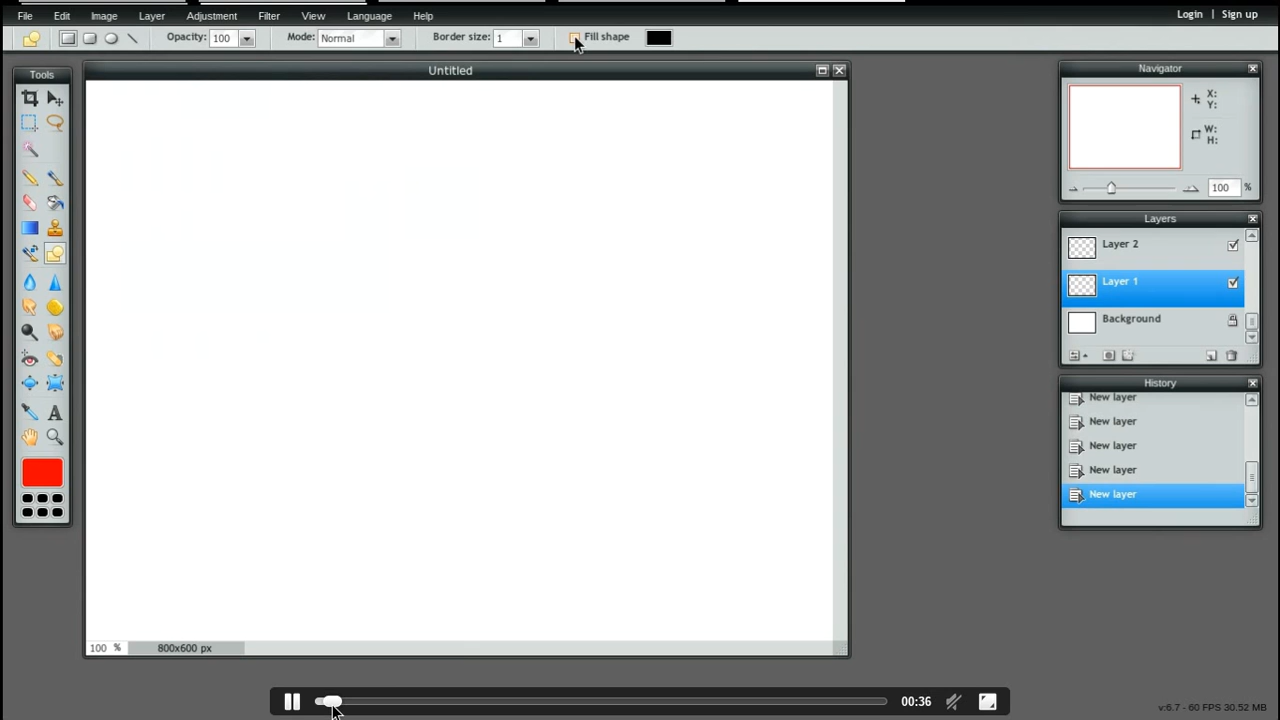 File Edit Image Layer Adjustment Filter View Language Help Login | Sign up
Opacity: 100 Mode: Normal Border size: 1 Fill shape
Tools
Untitled
Navigator
X:
Y:
W:
H:
100 %
Layers
Layer 2
Layer 1
Background
History
New layer
New layer
New layer
New layer
New layer
A
100 % 800x600 px
00:36
v:6.7 - 60 FPS 30.52 MB